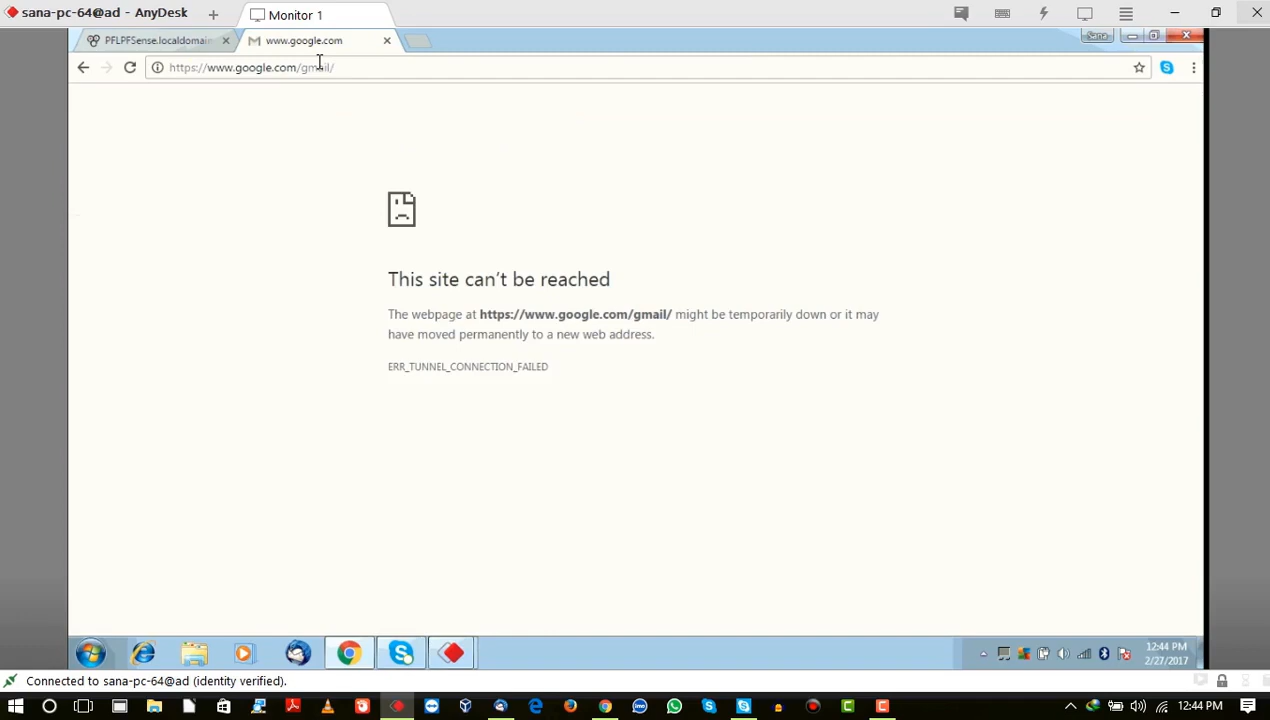 sana-pc-64@ad - AnyDesk
Monitor 1
PFLPFSense.localdomain
www.google.com
Sana
https://www.google.com/gmail/
This site can't be reached
The webpage at https://www.google.com/gmail/ might be temporarily down or it may
have moved permanently to a new web address.
ERR_TUNNEL_CONNECTION_FAILED
12:44 PM
2/27/2017
Connected to sana-pc-64@ad (identity verified).
12:44 PM